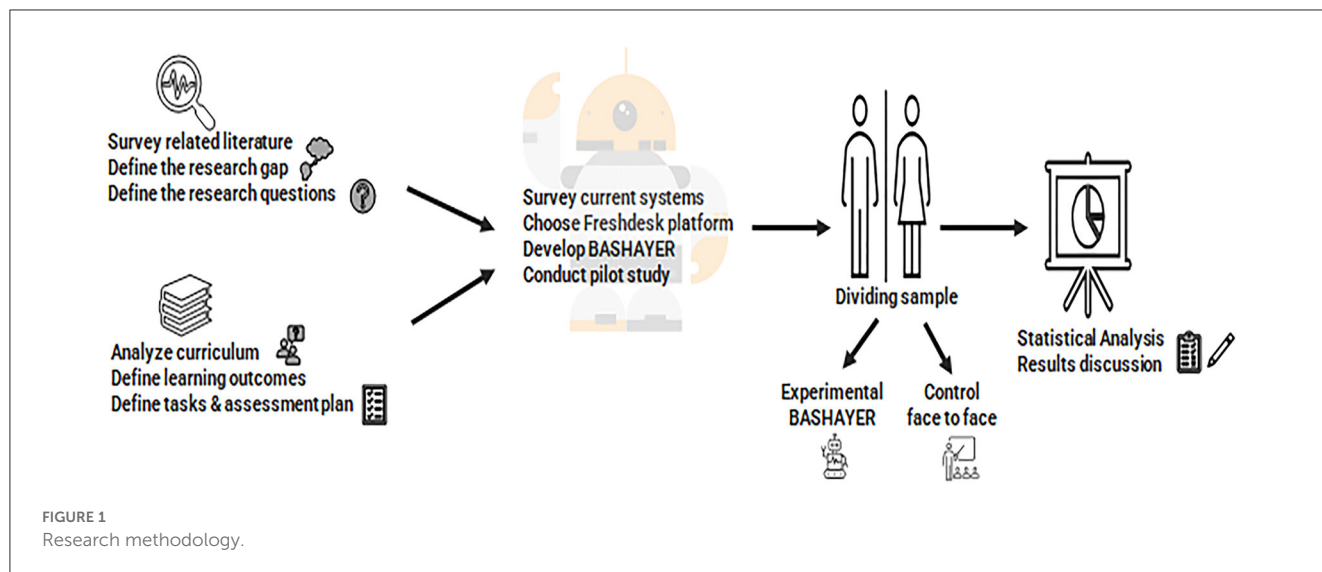 Survey related literature
Define the research gap
Define the research questions
Analyze curriculum
Define learning outcomes
Define tasks & assessment plan
Survey current systems
Choose Freshdesk platform
Develop BASHAYER
Conduct pilot study
Dividing sample
Experimental
BASHAYER
Control
face to face
Statistical Analysis
Results discussion
FIGURE 1
Research methodology.